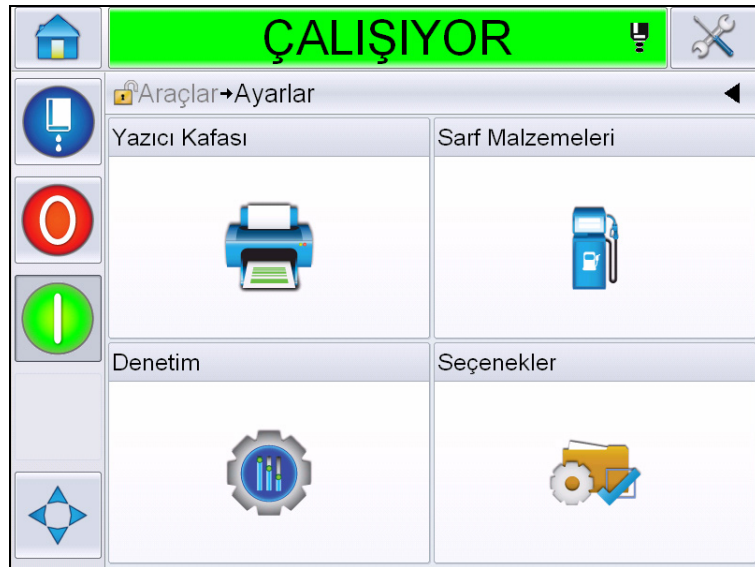 ÇALIŞIYOR
Araçlar→Ayarlar
Yazıcı Kafası
Sarf Malzemeleri
Denetim
Seçenekler